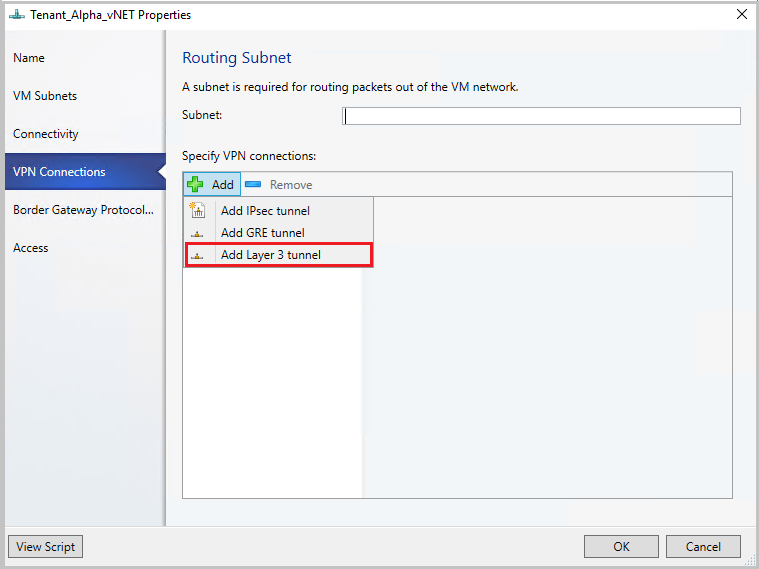 Tenant_Alpha_vNET Properties
Name
VM Subnets
Connectivity
VPN Connections
Border Gateway Protocol...
Access
Routing Subnet
A subnet is required for routing packets out of the VM network.
Subnet:
Specify VPN connections:
Add Remove
Add IPsec tunnel
Add GRE tunnel
Add Layer 3 tunnel
View Script OK Cancel